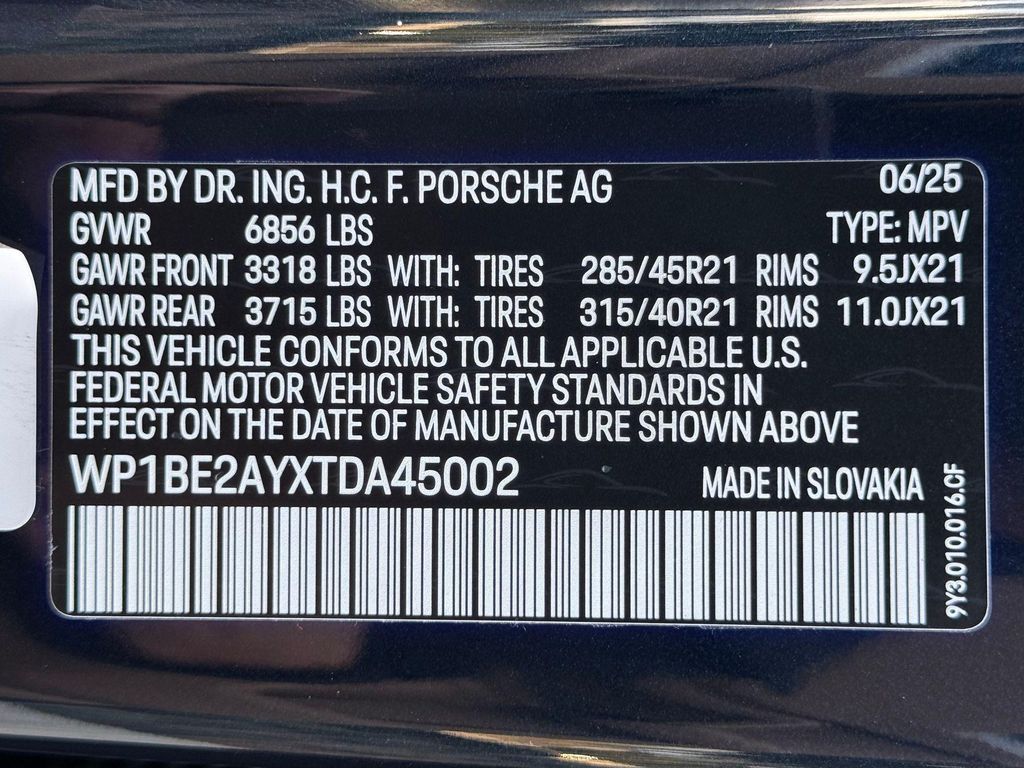 MFD BY DR. ING. H.C. F. PORSCHE AG 06/25
GVWR 6856 LBS TYPE: MPV
GAWR FRONT 3318 LBS WITH: TIRES 285/45R21 RIMS 9.5JX21
GAWR REAR 3715 LBS WITH: TIRES 315/40R21 RIMS 11.0JX21
THIS VEHICLE CONFORMS TO ALL APPLICABLE U.S.
FEDERAL MOTOR VEHICLE SAFETY STANDARDS IN
EFFECT ON THE DATE OF MANUFACTURE SHOWN ABOVE
WP1BE2AYXTDA45002 MADE IN SLOVAKIA
9Y3.010.016.CF